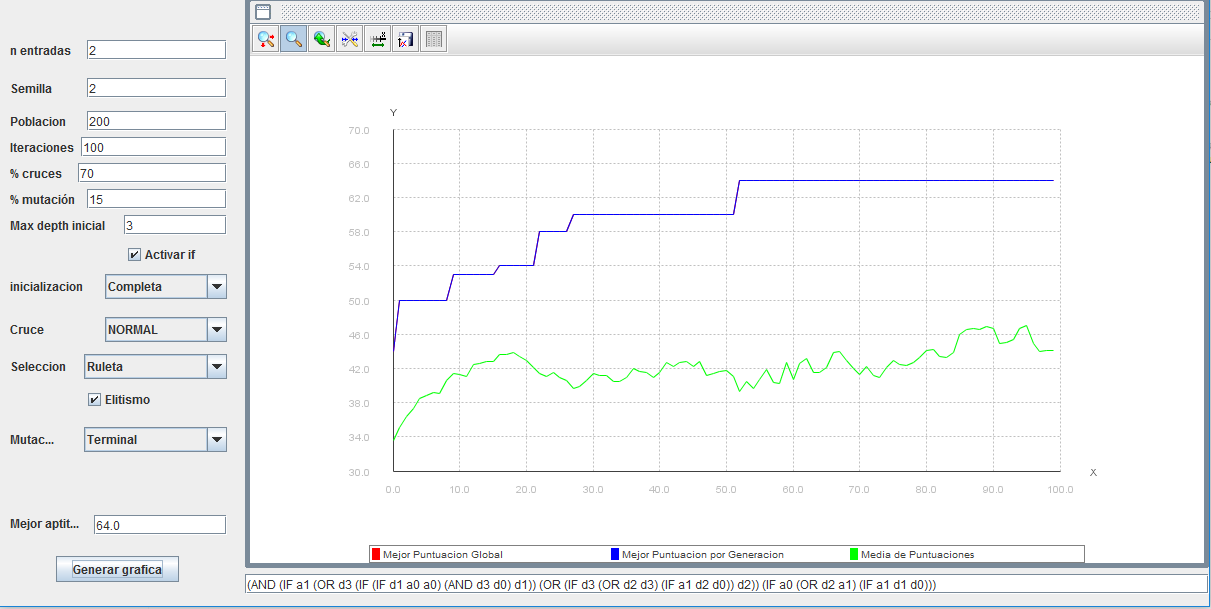 n entradas 2
Semilla 2
Poblacion 200
Iteraciones 100
% cruces 70
% mutación 15
Max depth inicial 3
Activar if
inicializacion Completa
Cruce NORMAL
Seleccion Ruleta
Elitismo
Mutac... Terminal
Mejor aptit... 64.0
Generar grafica
Y
70.0
66.0
62.0
58.0
54.0
50.0
46.0
42.0
38.0
34.0
30.0
X
0.0 10.0 20.0 30.0 40.0 50.0 60.0 70.0 80.0 90.0 100.0
Mejor Puntuacion Global Mejor Puntuacion por Generacion Media de Puntuaciones
(AND (IF a1 (OR d3 (IF (IF d1 a0 a0) (AND d3 d0) d1)) (OR (IF d3 (OR d2 d3) (IF a1 d2 d0)) d2)) (IF a0 (OR d2 a1) (IF a1 d1 d0)))